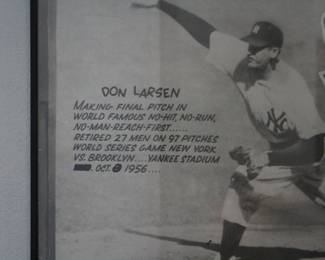 DON LARSEN
MAKING FINAL PITCH IN
WORLD FAMOUS NO-HIT, NO-RUN,
NO-MAN-REACH-FIRST.....
RETIRED 27 MEN ON 97 PITCHES
WORLD SERIES GAME NEW YORK
VS. BROOKLYN.... YANKEE STADIUM
OCT. 1956....
NY